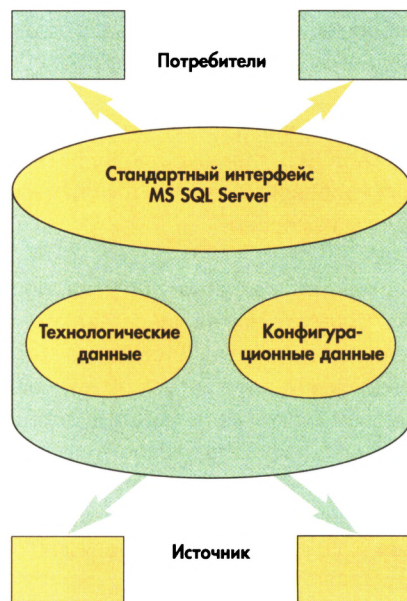 Потребители
Стандартный интерфейс
MS SQL Server
Технологические
данные
Конфигура-
ционные данные
Источник